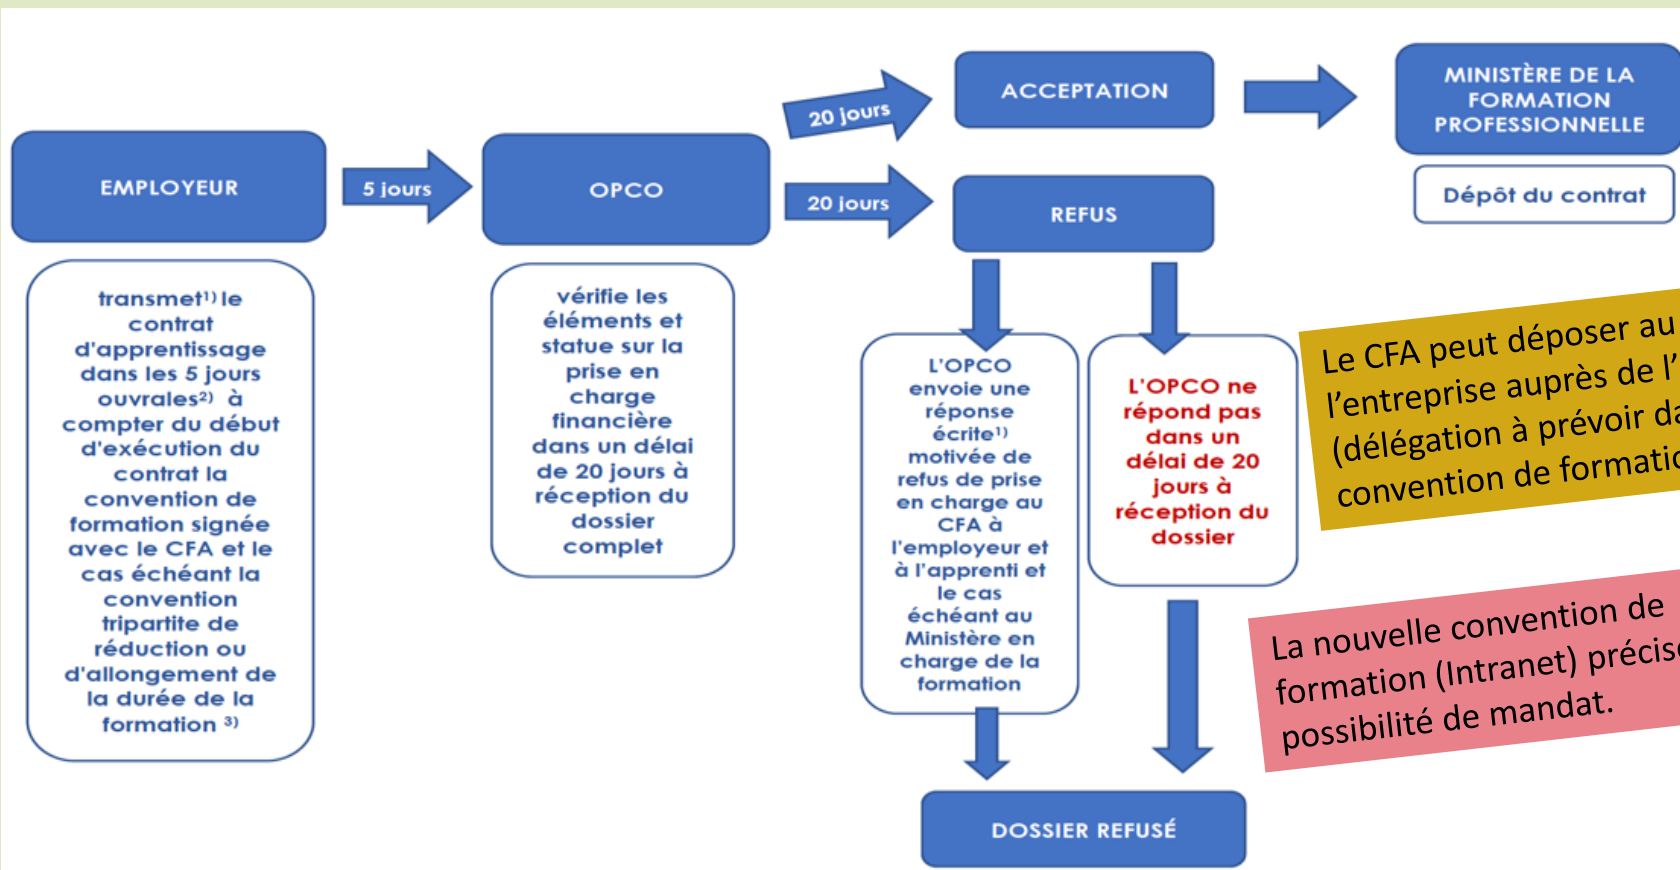 EMPLOYEUR
5 jours
OPCO
20 jours
20 jours
ACCEPTATION
REFUS
MINISTÈRE DE LA
FORMATION
PROFESSIONNELLE
Dépôt du contrat
transmet¹⁾ le
contrat
d'apprentissage
dans les 5 jours
ouvrales²⁾ à
compter du début
d'exécution du
contrat la
convention de
formation signée
avec le CFA et le
cas échéant la
convention
tripartite de
réduction ou
d'allongement de
la durée de la
formation ³⁾
vérifie les
éléments et
statue sur la
prise en
charge
financière
dans un délai
de 20 jours à
réception du
dossier
complet
L'OPCO
envoie une
réponse
écrite¹⁾
motivée de
refus de prise
en charge au
CFA à
l'employeur et
à l'apprenti et
le cas
échéant au
Ministère en
charge de la
formation
L'OPCO ne
répond pas
dans un
délai de 20
jours à
réception du
dossier
DOSSIER REFUSÉ
Le CFA peut déposer au
l’entreprise auprès de l’
(délégation à prévoir
convention de
La nouvelle convention de
formation (Intranet)
possibilité de mandat.